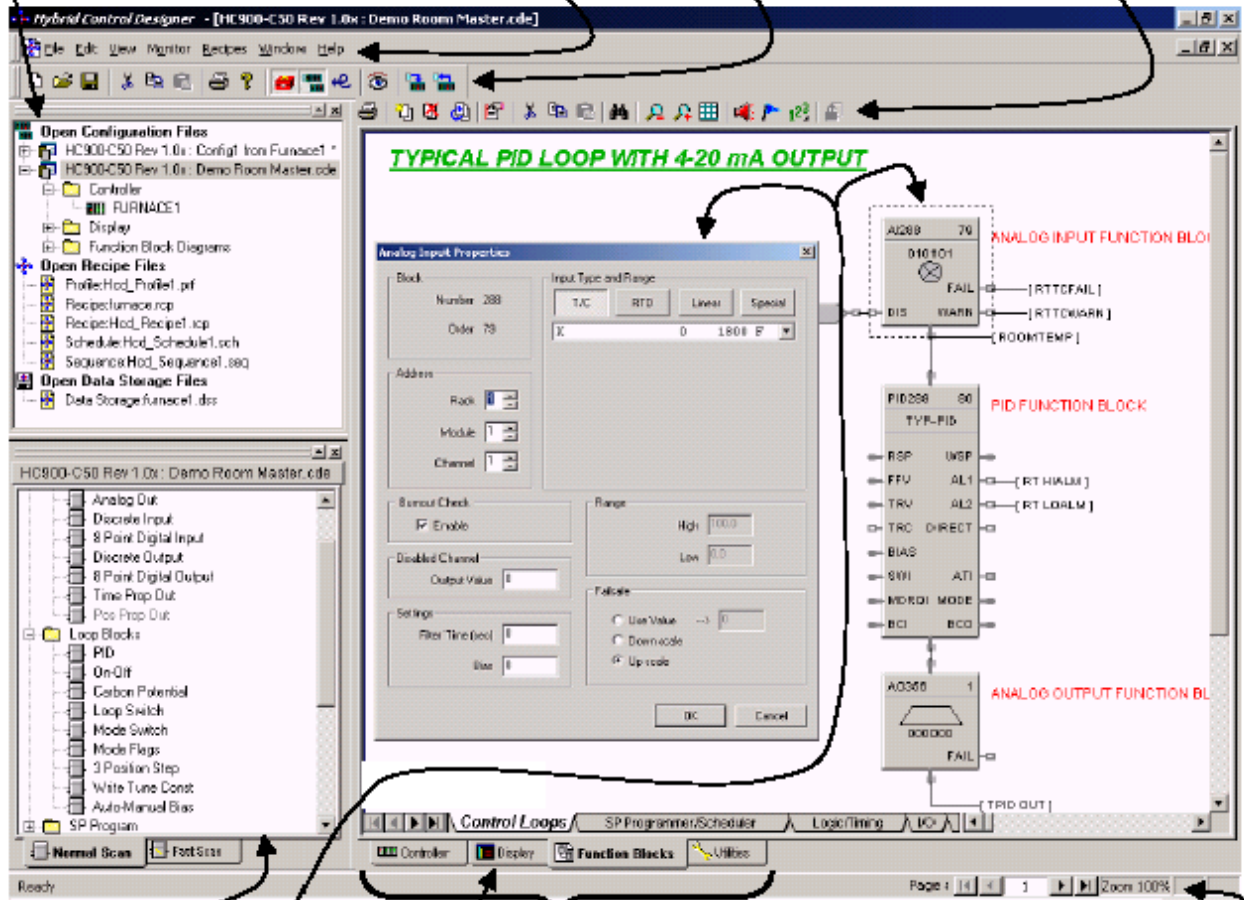 Hybrid Control Designer - [HC900-C50 Rev 1.0x : Demo Room Master.cde]
File Edit View Monitor Recipes Window Help
Open Configuration Files
HC900-C50 Rev 1.0x : Config1 from Furnace1 *
HC900-C50 Rev 1.0x : Demo Room Master.cde
Controller
FURNACE1
Display
Function Block Diagrams
Open Recipe Files
Profile:Hcd_Profile1.prf
Recipe:furnace.rcp
Recipe:Hcd_Recipe1.rcp
Schedule:Hcd_Schedule1.sch
Sequence:Hcd_Sequence1.seq
Open Data Storage Files
Data Storage:furnace1.dss
HC900-C50 Rev 1.0x : Demo Room Master.cde
Analog Out
Discrete Input
8 Point Digital Input
Discrete Output
8 Point Digital Output
Time Prop Out
Pos Prop Out
Loop Blocks
PID
On-Off
Carbon Potential
Loop Switch
Mode Switch
Mode Flags
3 Position Step
Write Tune Const
Auto-Manual Bias
SP Program
Normal Scan Fast Scan
TYPICAL PID LOOP WITH 4-20 mA OUTPUT
Analog Input Properties
Block
Number 288
Order 79
Input Type and Range
T/C RTD Linear Special
K 0 1800 F
Address
Rack
Module 1
Channel 1
Burnout Check
Enable
Range
High 100.0
Low 0.0
Disabled Channel
Output Value 0
Failsafe
Use Value --> 0
Down scale
Up scale
Settings
Filter Time (sec) 0
Bias 0
OK Cancel
AI288 79
010101
FAIL
DIS WARN
ANALOG INPUT FUNCTION BLO
[ RTTCFAIL ]
[ RTTCWARN ]
[ ROOMTEMP ]
PID288 80
TYP-PID
PID FUNCTION BLOCK
RSP WSP
FFV AL1 [ RT HIALM ]
TRV AL2 [ RT LOALM ]
TRC DIRECT
BIAS
SWI ATI
MDRQI MODE
BCI BCO
1
000000
FAIL
ANALOG OUTPUT FUNCTION BL
[ TPID OUT ]
Control Loops SP Programmer/Scheduler Logic/Timing I/O
Controller Display Function Blocks Utilities
Ready
Page : 1 Zoom 100%